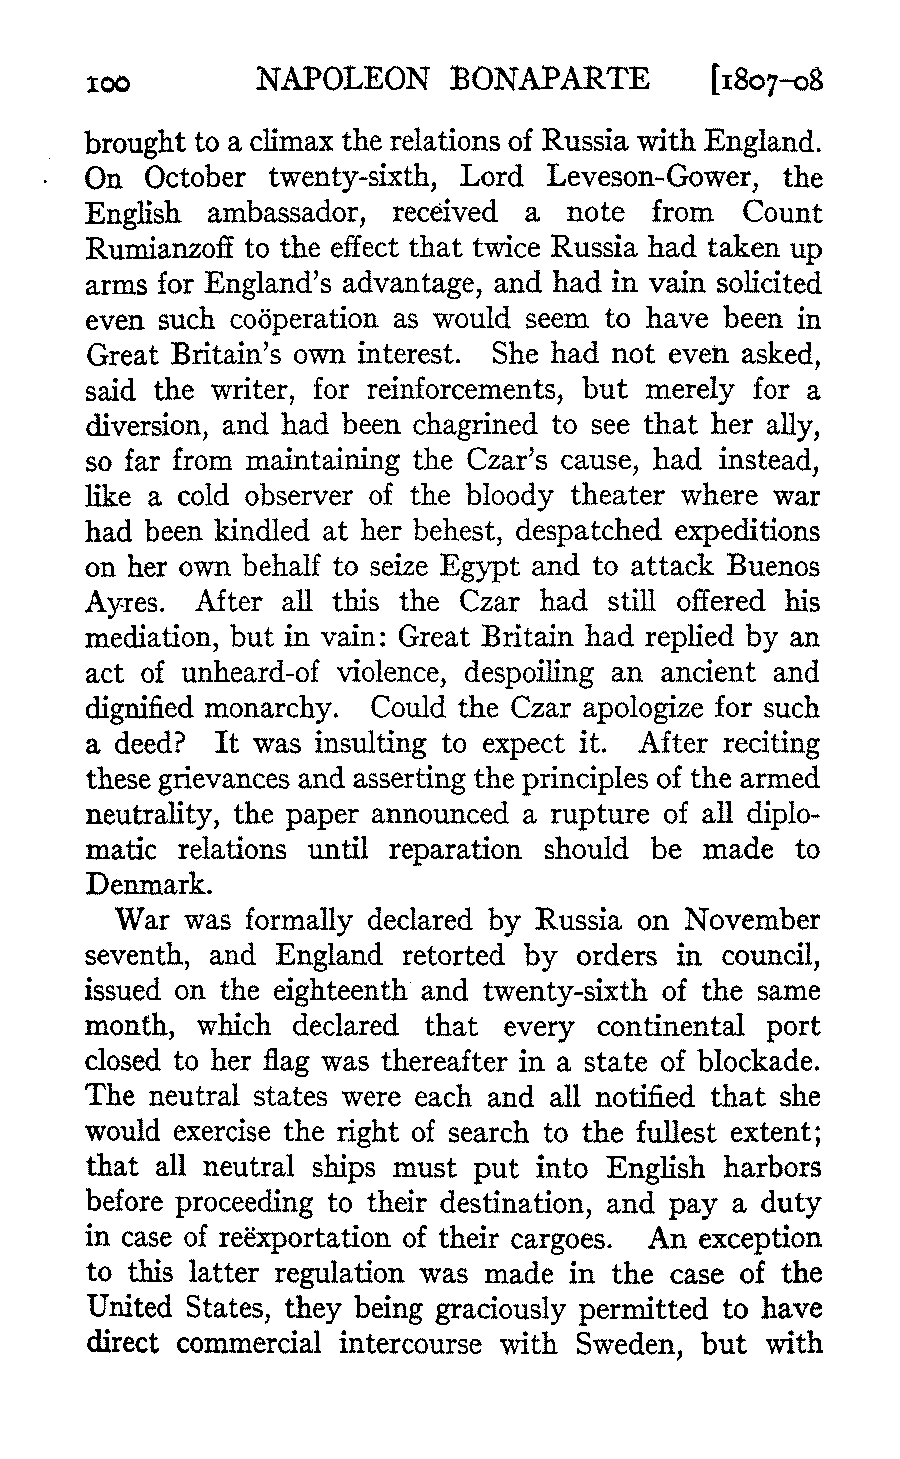 100 NAPOLEON BONAPARTE [1807–08
brought to a climax the relations of Russia with England.
On October twenty-sixth, Lord Leveson-Gower, the
English ambassador, received a note from Count
Rumianzoff to the effect that twice Russia had taken up
arms for England's advantage, and had in vain solicited
even such coöperation as would seem to have been in
Great Britain's own interest. She had not even asked,
said the writer, for reinforcements, but merely for a
diversion, and had been chagrined to see that her ally,
so far from maintaining the Czar's cause, had instead,
like a cold observer of the bloody theater where war
had been kindled at her behest, despatched expeditions
on her own behalf to seize Egypt and to attack Buenos
Ayres. After all this the Czar had still offered his
mediation, but in vain: Great Britain had replied by an
act of unheard-of violence, despoiling an ancient and
dignified monarchy. Could the Czar apologize for such
a deed? It was insulting to expect it. After reciting
these grievances and asserting the principles of the armed
neutrality, the paper announced a rupture of all diplo-
matic relations until reparation should be made to
Denmark.
War was formally declared by Russia on November
seventh, and England retorted by orders in council,
issued on the eighteenth and twenty-sixth of the same
month, which declared that every continental port
closed to her flag was thereafter in a state of blockade.
The neutral states were each and all notified that she
would exercise the right of search to the fullest extent;
that all neutral ships must put into English harbors
before proceeding to their destination, and pay a duty
in case of reëxportation of their cargoes. An exception
to this latter regulation was made in the case of the
United States, they being graciously permitted to have
direct commercial intercourse with Sweden, but with